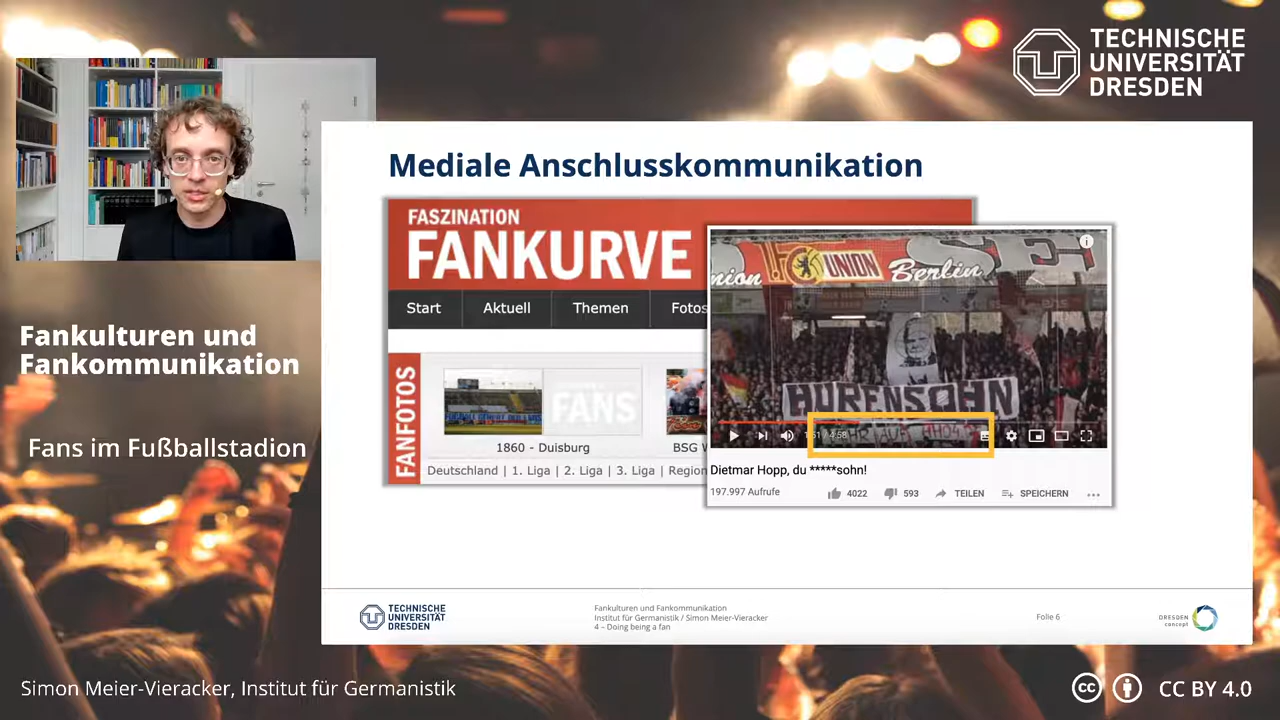 TECHNISCHE
UNIVERSITÄT
DRESDEN
Mediale Anschlusskommunikation
FASZINATION
FANKURVE
Start
Aktuell
Themen
Fotos
FANFOTOS
FANS
1860 - Duisburg
BSG
Deutschland | 1. Liga | 2. Liga | 3. Liga | Region
nion
UNION
Berlin
HURENSOHN
4:58
Dietmar Hopp, du *****sohn!
197.997 Aufrufe
4022
593
TEILEN
SPEICHERN
Fankulturen und
Fankommunikation
Fans im Fußballstadion
TECHNISCHE
UNIVERSITÄT
DRESDEN
Fankulturen und Fankommunikation
Institut für Germanistik / Simon Meier-Vieracker
4 – Doing being a fan
Folie 6
DRESDEN
concept
Simon Meier-Vieracker, Institut für Germanistik
CC BY 4.0